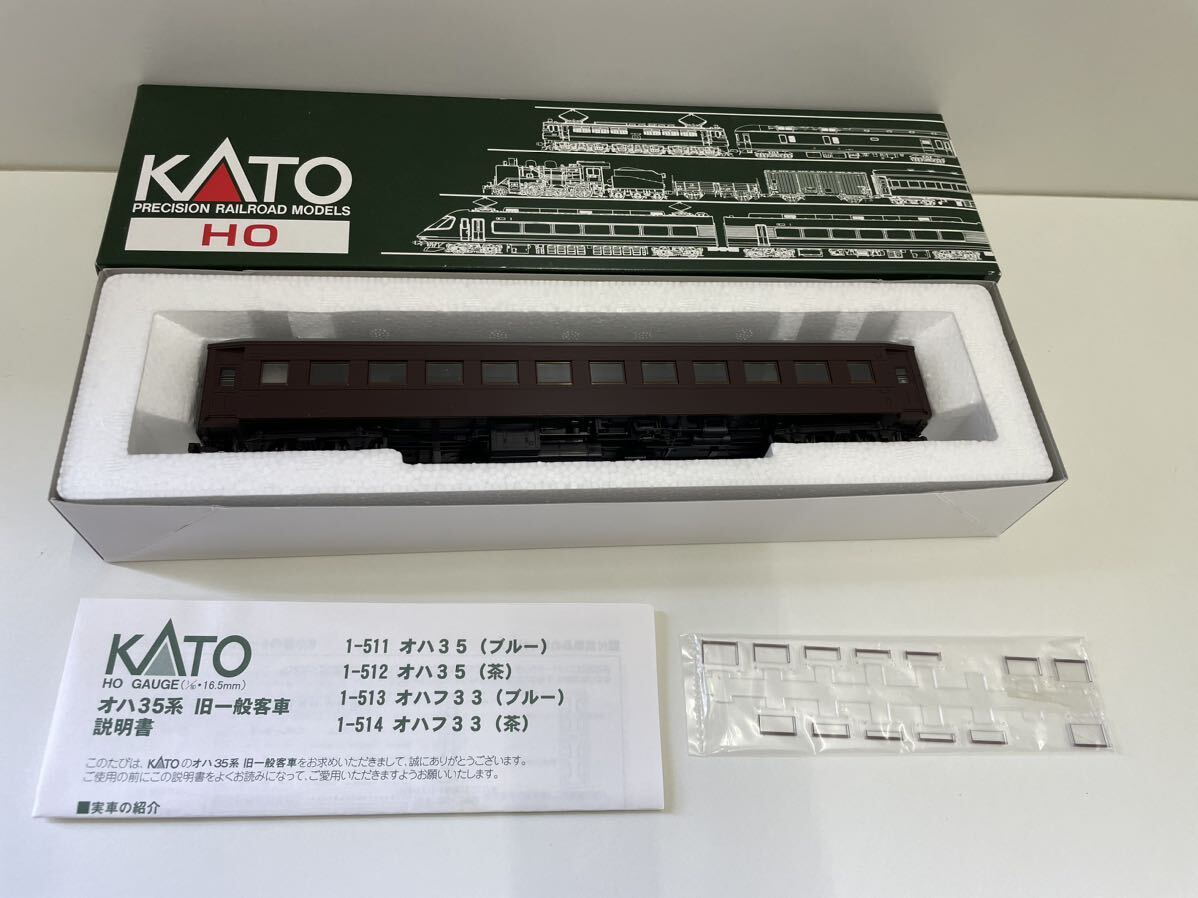 KATO
PRECISION RAILROAD MODELS
HO
KATO
HO GAUGE(1/80・16.5mm)
オハ35系 旧一般客車
説明書
1-511 オハ３５（ブルー）
1-512 オハ３５（茶）
1-513 オハフ３３（ブルー）
1-514 オハフ３３（茶）
このたびは、KATOのオハ35系 旧一般客車をお求めいただきまして、誠にありがとうございます。
ご使用の前にこの説明書をよくお読みになって、ご愛用いただきますようお願いいたします。
■実車の紹介